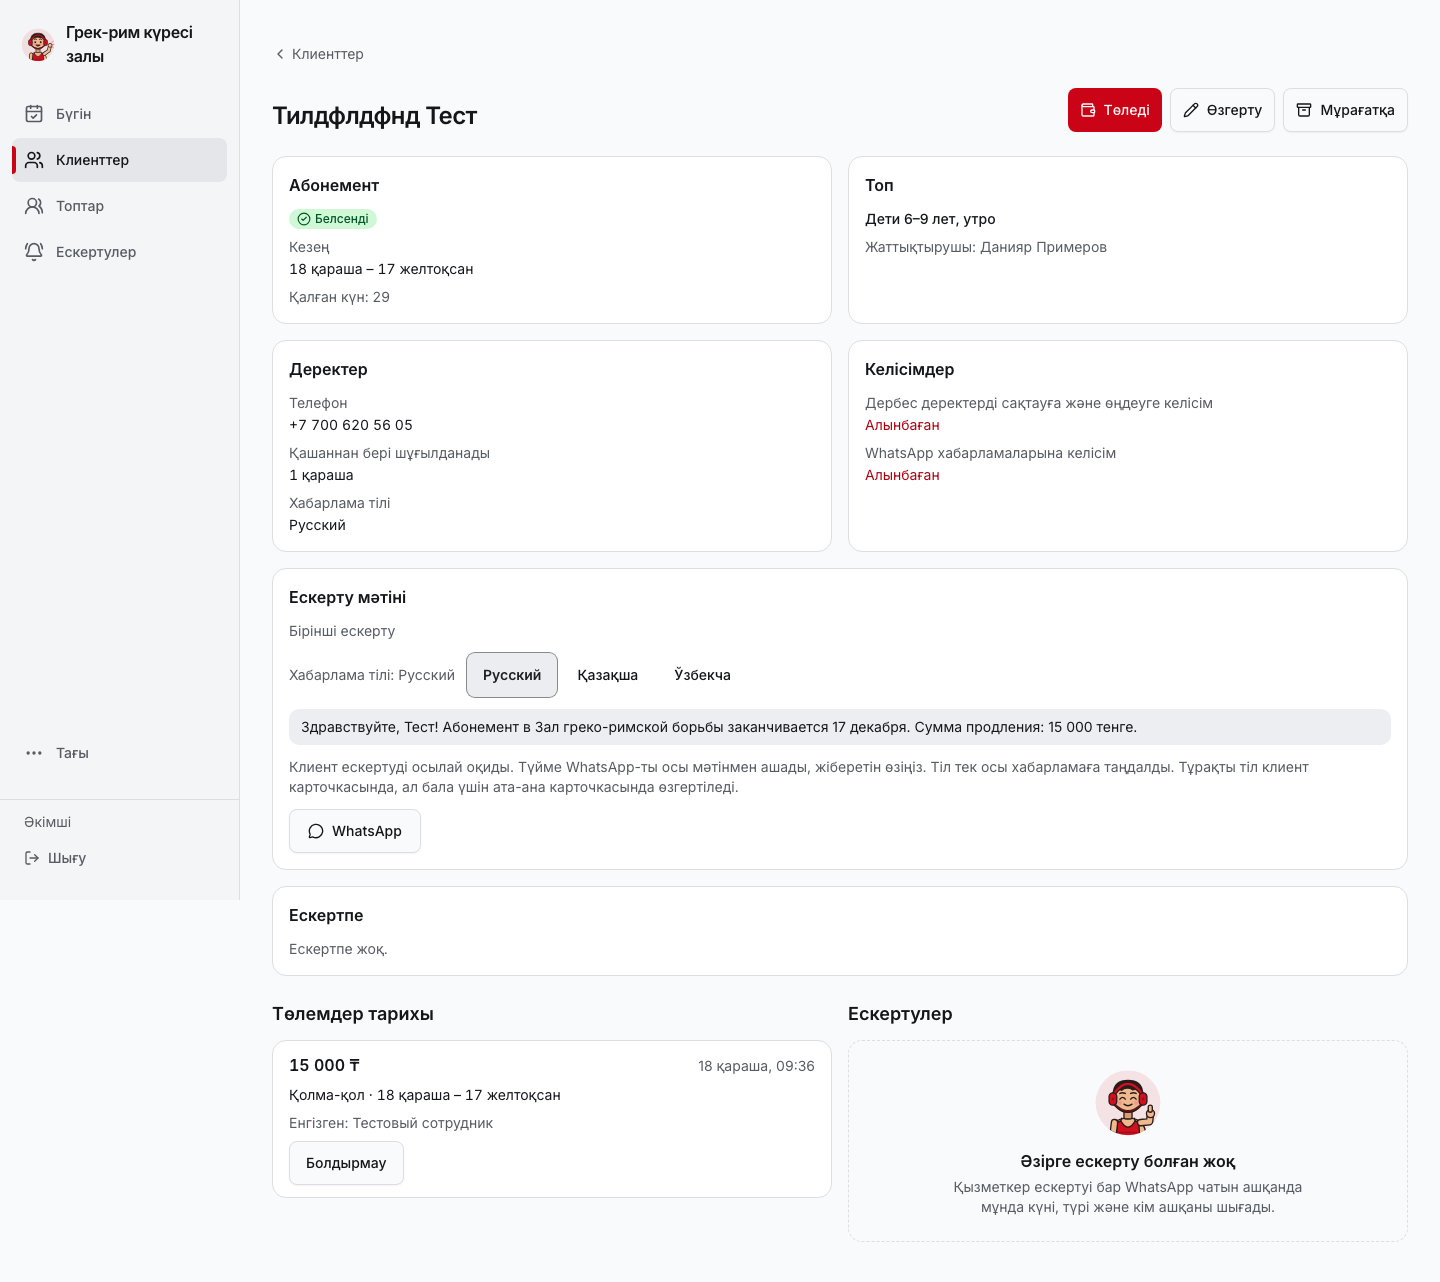 Грек-рим күресі
залы
Бүгін
Клиенттер
Топтар
Ескертулер
Тағы
Әкімші
Шығу
Клиенттер
Тилдфлдфнд Тест
Төледі
Өзгерту
Мұрағатқа
Абонемент
Белсенді
Кезең
18 қараша – 17 желтоқсан
Қалған күн: 29
Топ
Дети 6–9 лет, утро
Жаттықтырушы: Данияр Примеров
Деректер
Телефон
+7 700 620 56 05
Қашаннан бері шұғылданады
1 қараша
Хабарлама тілі
Русский
Келісімдер
Дербес деректерді сақтауға және өңдеуге келісім
Алынбаған
WhatsApp хабарламаларына келісім
Алынбаған
Ескерту мәтіні
Бірінші ескерту
Хабарлама тілі: Русский
Русский
Қазақша
Ўзбекча
Здравствуйте, Тест! Абонемент в Зал греко-римской борьбы заканчивается 17 декабря. Сумма продления: 15 000 тенге.
Клиент ескертуді осылай оқиды. Түйме WhatsApp-ты осы мәтінмен ашады, жіберетін өзіңіз. Тіл тек осы хабарламаға таңдалды. Тұрақты тіл клиент
карточкасында, ал бала үшін ата-ана карточкасында өзгертіледі.
WhatsApp
Ескертпе
Ескертпе жоқ.
Төлемдер тарихы
15 000 ₸
18 қараша, 09:36
Қолма-қол · 18 қараша – 17 желтоқсан
Енгізген: Тестовый сотрудник
Болдырмау
Ескертулер
Әзірге ескерту болған жоқ
Қызметкер ескертуі бар WhatsApp чатын ашқанда
мұнда күні, түрі және кім ашқаны шығады.